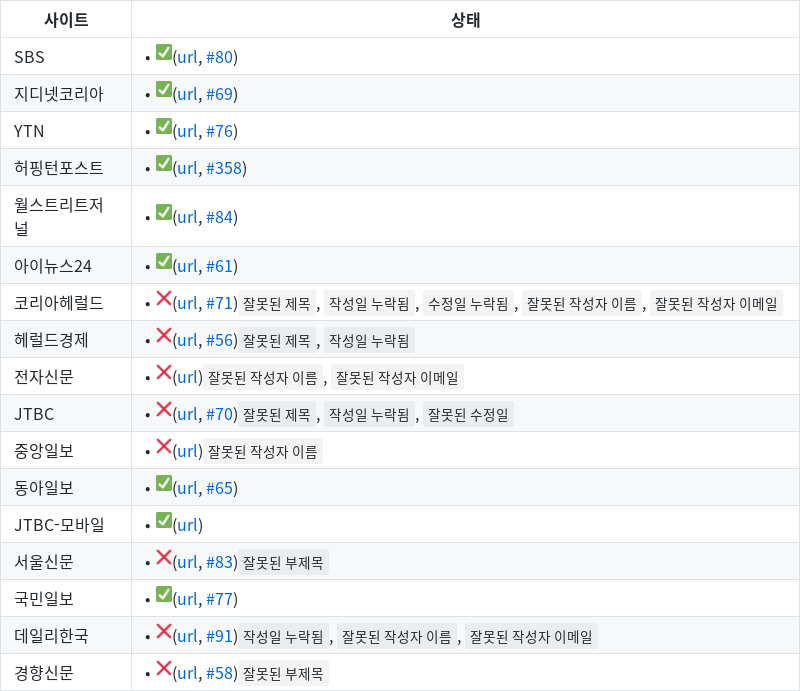 사이트 상태
SBS • ✅(url, #80)
지디넷코리아 • ✅(url, #69)
YTN • ✅(url, #76)
허핑턴포스트 • ✅(url, #358)
월스트리트저
널 • ✅(url, #84)
아이뉴스24 • ✅(url, #61)
코리아헤럴드 • ❌(url, #71) 잘못된 제목 , 작성일 누락됨 , 수정일 누락됨 , 잘못된 작성자 이름 , 잘못된 작성자 이메일
헤럴드경제 • ❌(url, #56) 잘못된 제목 , 작성일 누락됨
전자신문 • ❌(url) 잘못된 작성자 이름 , 잘못된 작성자 이메일
JTBC • ❌(url, #70) 잘못된 제목 , 작성일 누락됨 , 잘못된 수정일
중앙일보 • ❌(url) 잘못된 작성자 이름
동아일보 • ✅(url, #65)
JTBC-모바일 • ✅(url)
서울신문 • ❌(url, #83) 잘못된 부제목
국민일보 • ✅(url, #77)
데일리한국 • ❌(url, #91) 작성일 누락됨 , 잘못된 작성자 이름 , 잘못된 작성자 이메일
경향신문 • ❌(url, #58) 잘못된 부제목